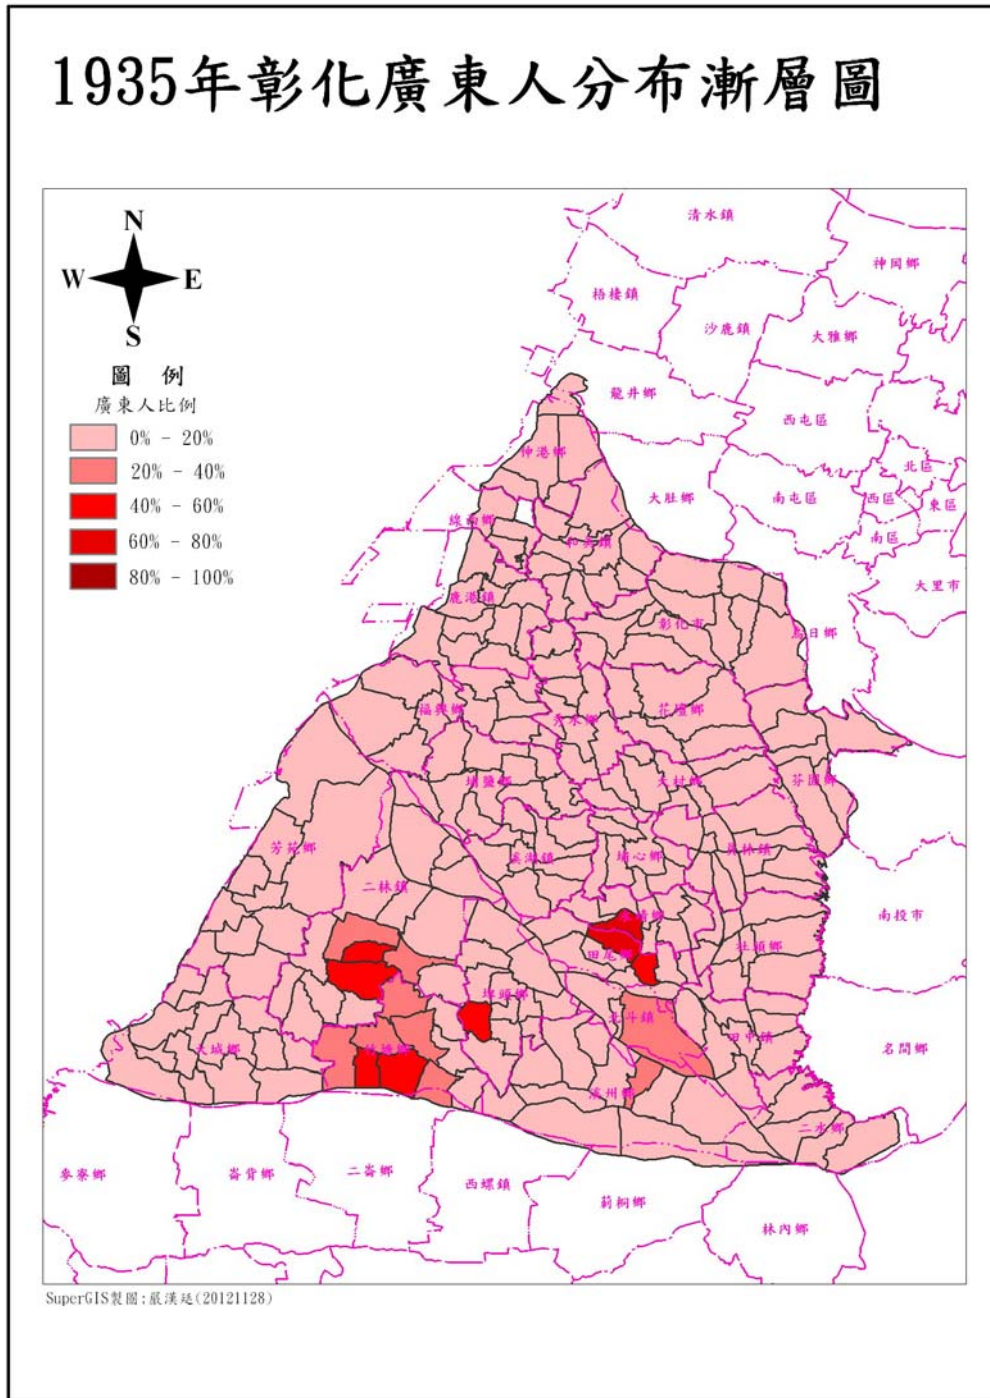 1935年彰化廣東人分布漸層圖
N
W E
S
圖 例
廣東人比例
0% - 20%
20% - 40%
40% - 60%
60% - 80%
80% - 100%
清水鎮
神岡鄉
梧棲鎮
沙鹿鎮
大雅鄉
龍井鄉
西屯區
伸港鄉
北區
大肚鄉
南屯區
西區
東區
線西鄉
和美鎮
南區
大里市
鹿港鎮
彰化市
烏日鄉
福興鄉
秀水鄉
花壇鄉
埔鹽鄉
大村鄉
芬園鄉
芳苑鄉
溪湖鎮
埔心鄉
員林鎮
二林鎮
永靖鄉
南投市
田尾鄉
社頭鄉
埤頭鄉
北斗鎮
田中鎮
大城鄉
竹塘鄉
名間鄉
溪州鄉
二水鄉
麥寮鄉
崙背鄉
二崙鄉
西螺鎮
莿桐鄉
林內鄉
SuperGIS製圖:嚴漢廷(20121128)